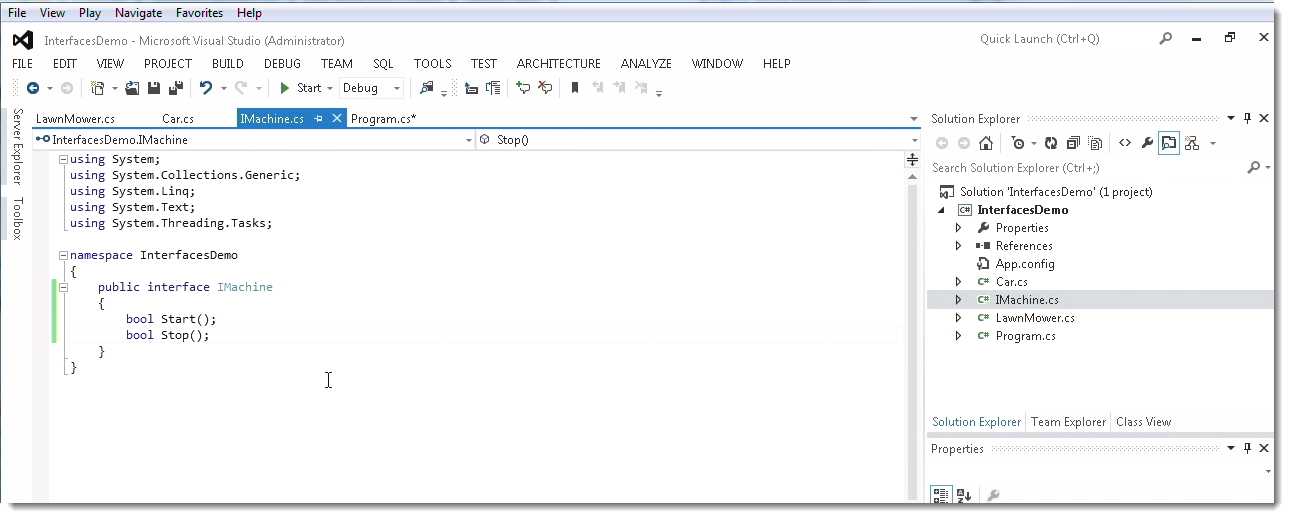 File View Play Navigate Favorites Help
InterfacesDemo - Microsoft Visual Studio (Administrator) Quick Launch (Ctrl+Q)
FILE EDIT VIEW PROJECT BUILD DEBUG TEAM SQL TOOLS TEST ARCHITECTURE ANALYZE WINDOW HELP
Start Debug
Server Explorer
Toolbox
LawnMower.cs Car.cs IMachine.cs Program.cs*
InterfacesDemo.IMachine Stop()
using System;
using System.Collections.Generic;
using System.Linq;
using System.Text;
using System.Threading.Tasks;
namespace InterfacesDemo
{
public interface IMachine
{
bool Start();
bool Stop();
}
}
Solution Explorer
Search Solution Explorer (Ctrl+;)
Solution 'InterfacesDemo' (1 project)
C# InterfacesDemo
Properties
References
App.config
C# Car.cs
C# IMachine.cs
C# LawnMower.cs
C# Program.cs
Solution Explorer Team Explorer Class View
Properties